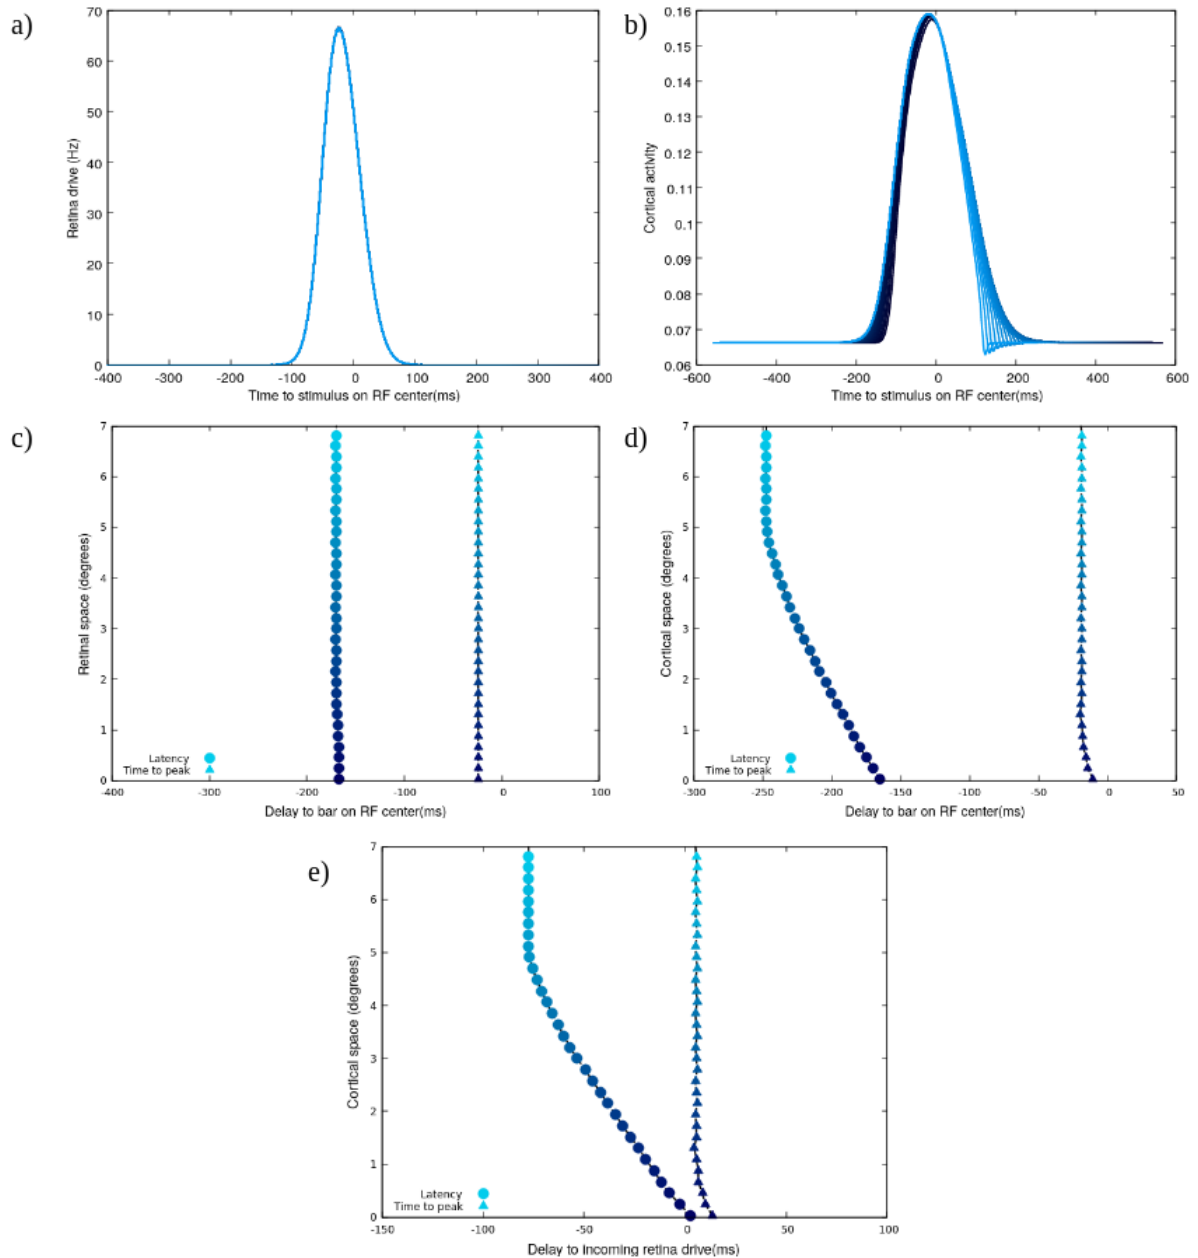 a)
70
60
50
40
30
20
10
0
Retina drive (Hz)
-400 -300 -200 -100 0 100 200 300 400
Time to stimulus on RF center(ms)
b)
0.16
0.15
0.14
0.13
0.12
0.11
0.1
0.09
0.08
0.07
0.06
Cortical activity
-600 -400 -200 0 200 400 600
Time to stimulus on RF center(ms)
c)
7
6
5
4
3
2
1
0
Retinal space (degrees)
Latency
Time to peak
-400 -300 -200 -100 0 100
Delay to bar on RF center(ms)
d)
7
6
5
4
3
2
1
0
Cortical space (degrees)
Latency
Time to peak
-300 -250 -200 -150 -100 -50 0 50
Delay to bar on RF center(ms)
e)
7
6
5
4
3
2
1
0
Cortical space (degrees)
Latency
Time to peak
-150 -100 -50 0 50 100
Delay to incoming retina drive(ms)